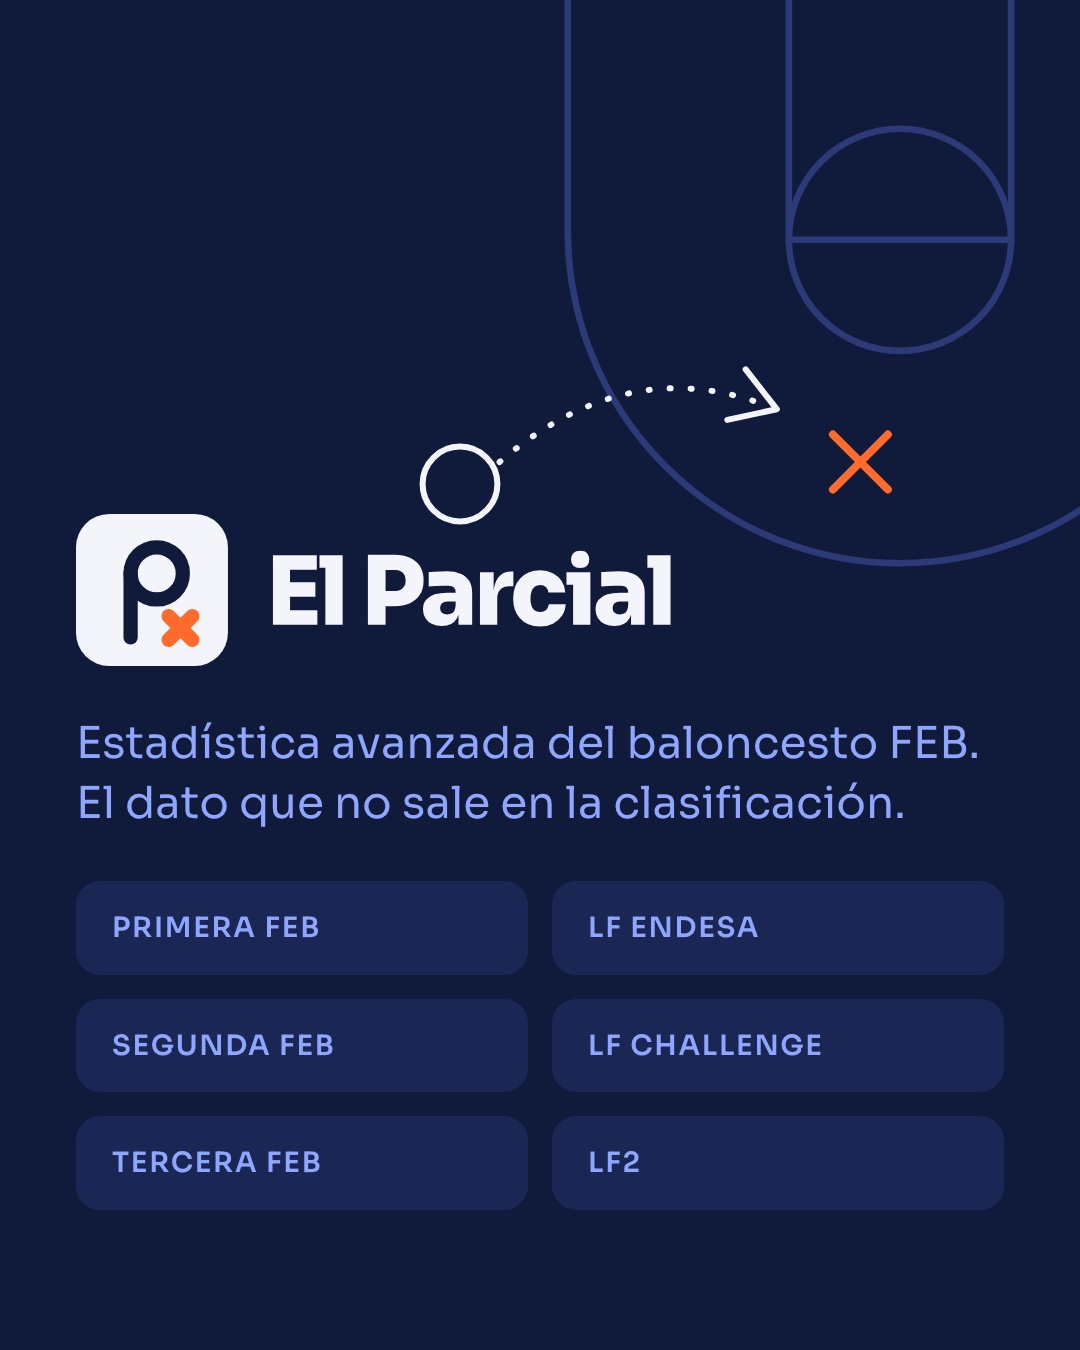 El Parcial
Estadística avanzada del baloncesto FEB.
El dato que no sale en la clasificación.
PRIMERA FEB
LF ENDESA
SEGUNDA FEB
LF CHALLENGE
TERCERA FEB
LF2